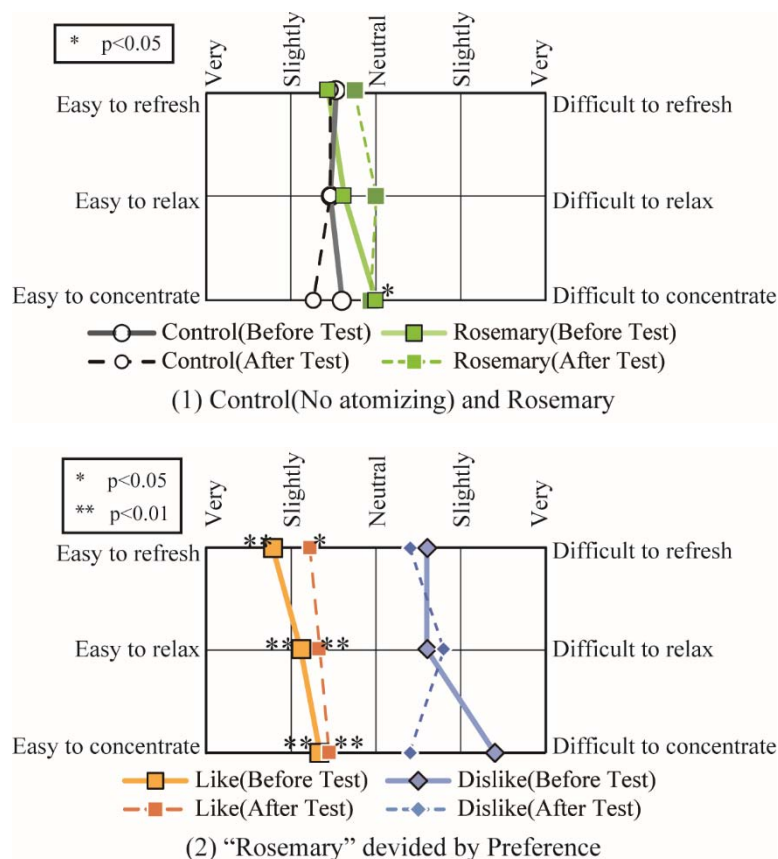 * p<0.05
Very Slightly Neutral Slightly Very
Easy to refresh Difficult to refresh
Easy to relax Difficult to relax
*
Easy to concentrate Difficult to concentrate
Control(Before Test) Rosemary(Before Test)
Control(After Test) Rosemary(After Test)
(1) Control(No atomizing) and Rosemary
* p<0.05
** p<0.01
Very Slightly Neutral Slightly Very
** *
Easy to refresh Difficult to refresh
Easy to relax ** ** Difficult to relax
Easy to concentrate ** ** Difficult to concentrate
Like(Before Test) Dislike(Before Test)
Like(After Test) Dislike(After Test)
(2) “Rosemary” devided by Preference